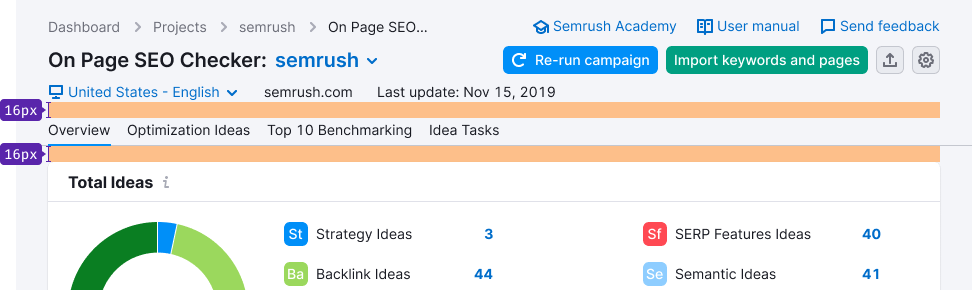 Dashboard Projects semrush On Page SEO... Semrush Academy User manual Send feedback
On Page SEO Checker: semrush Re-run campaign Import keywords and pages
United States - English semrush.com Last update: Nov 15, 2019
16px
Overview Optimization Ideas Top 10 Benchmarking Idea Tasks
16px
Total Ideas i
St Strategy Ideas 3 Sf SERP Features Ideas 40
Ba Backlink Ideas 44 Se Semantic Ideas 41